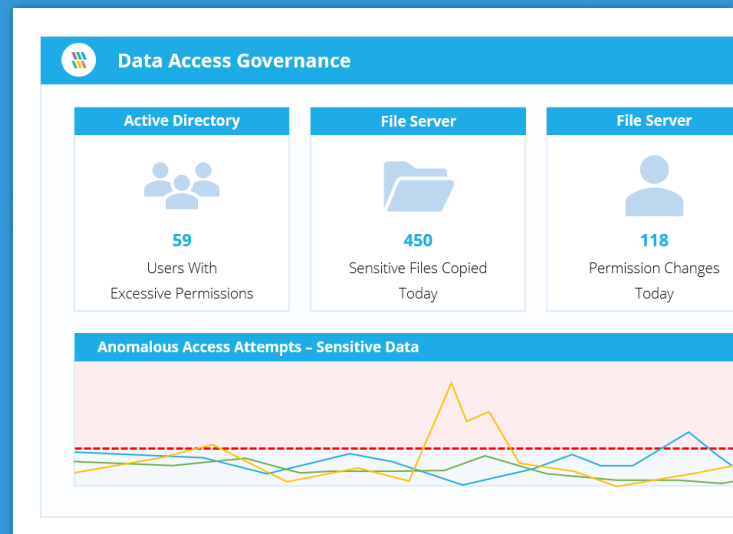 Data Access Governance
Active Directory
59
Users With
Excessive Permissions
File Server
450
Sensitive Files Copied
Today
File Server
118
Permission Changes
Today
Anomalous Access Attempts – Sensitive Data